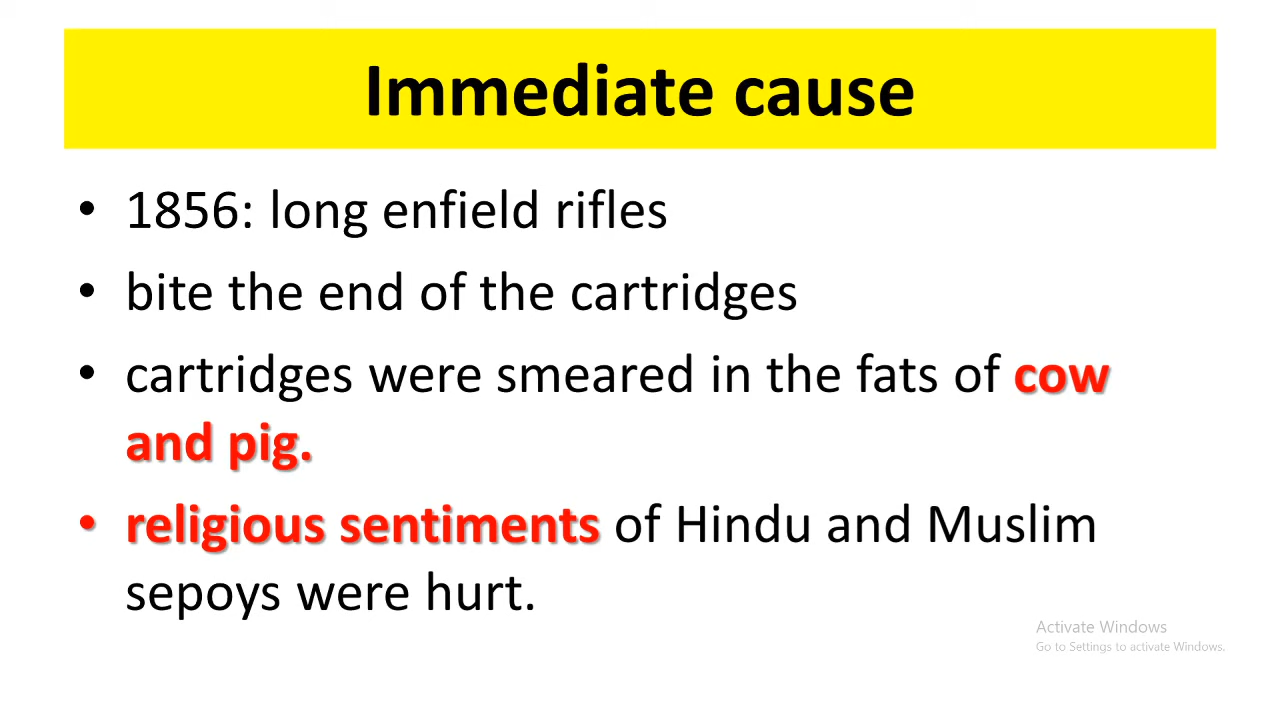 Immediate cause
• 1856: long enfield rifles
• bite the end of the cartridges
• cartridges were smeared in the fats of cow
and pig.
• religious sentiments of Hindu and Muslim
sepoys were hurt.
Activate Windows
Go to Settings to activate Windows.